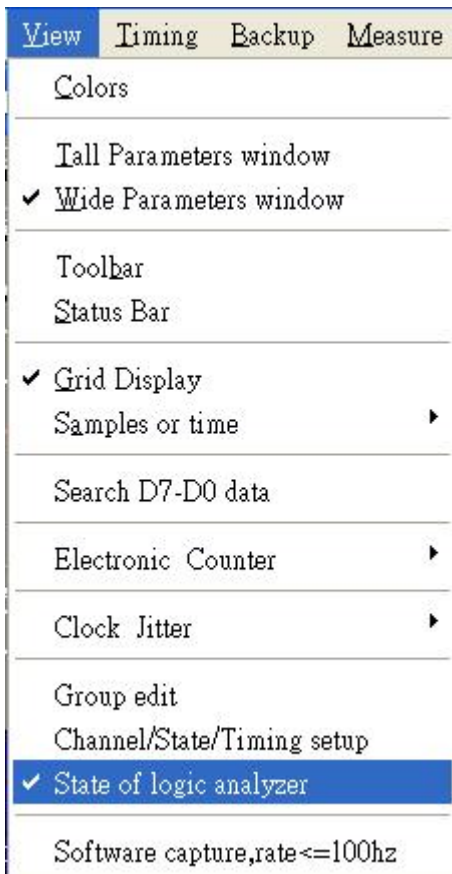 View Timing Backup Measure
Colors
Tall Parameters window
Wide Parameters window
Toolbar
Status Bar
Grid Display
Samples or time
Search D7-D0 data
Electronic Counter
Clock Jitter
Group edit
Channel/State/Timing setup
State of logic analyzer
Software capture,rate<=100hz